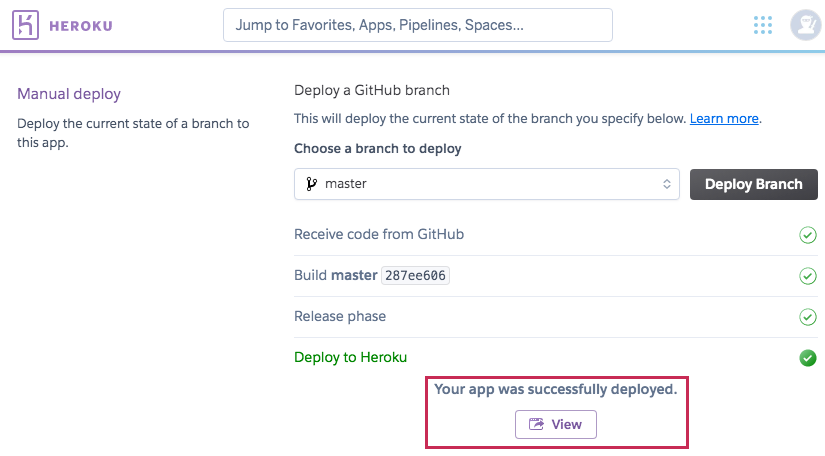 HEROKU
Jump to Favorites, Apps, Pipelines, Spaces...
Manual deploy
Deploy the current state of a branch to
this app.
Deploy a GitHub branch
This will deploy the current state of the branch you specify below. Learn more.
Choose a branch to deploy
master
Deploy Branch
Receive code from GitHub
Build master 287ee606
Release phase
Deploy to Heroku
Your app was successfully deployed.
View